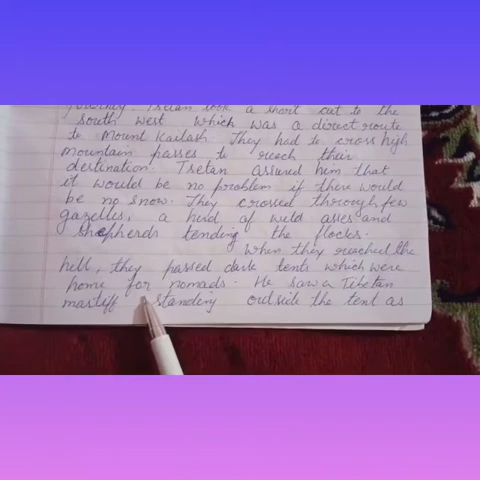 journey. Tsetan took a short cut to the
south west which was a direct route
to Mount Kailash. They had to cross high
mountain passes to reach their
destination. Tsetan assured him that
it would be no problem if there would
be no snow. They crossed through few
gazelles, a herd of wild asses and
shepherds tending the flocks.
When they reached the
hell, they passed dark tents which were
home for nomads. He saw a Tibetan
mastiff standing outside the tent as